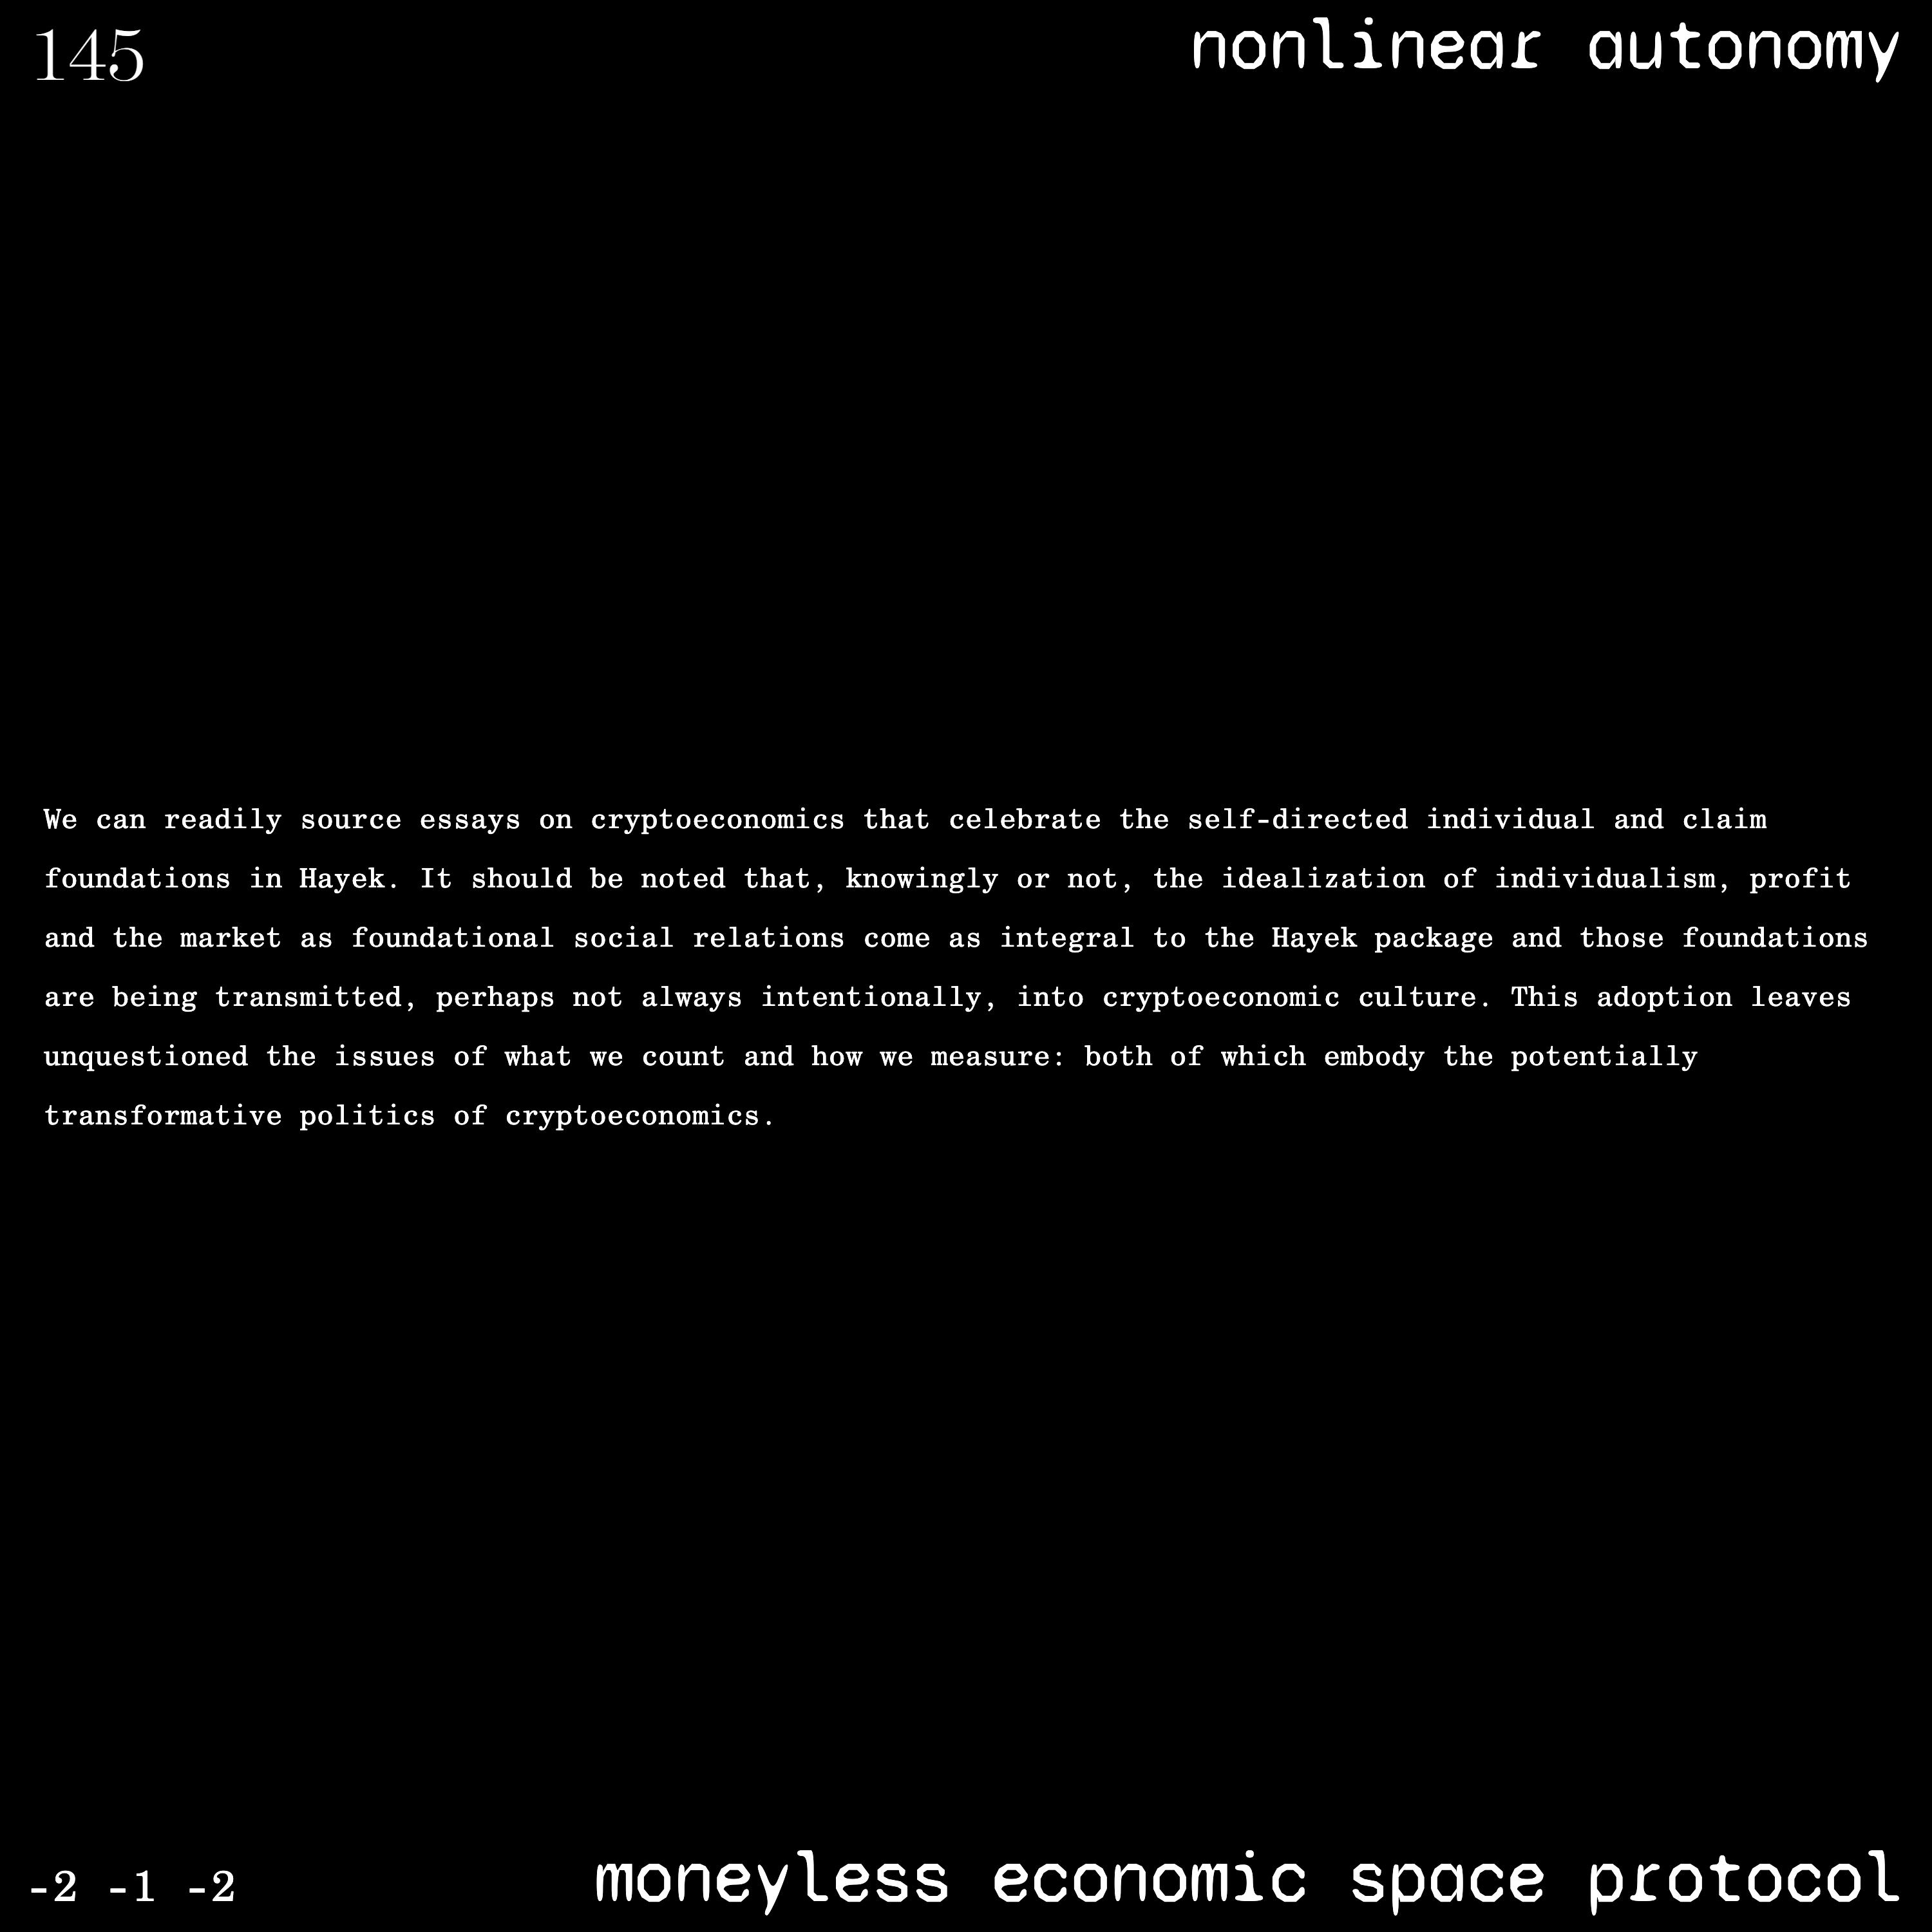 145
nonlinear autonomy
We can readily source essays on cryptoeconomics that celebrate the self-directed individual and claim
foundations in Hayek. It should be noted that, knowingly or not, the idealization of individualism, profit
and the market as foundational social relations come as integral to the Hayek package and those foundations
are being transmitted, perhaps not always intentionally, into cryptoeconomic culture. This adoption leaves
unquestioned the issues of what we count and how we measure: both of which embody the potentially
transformative politics of cryptoeconomics.
-2 -1 -2
moneyless economic space protocol